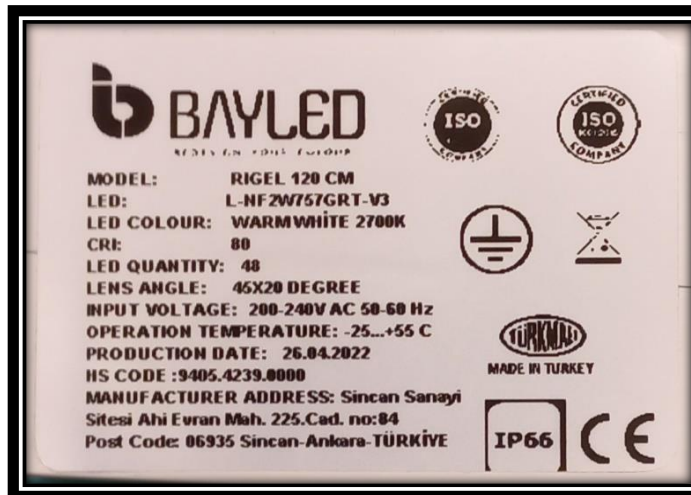 BAYLED
MODEL: RIGEL 120 CM
LED: L-NF2W757GRT-V3
LED COLOUR: WARMWHİTE 2700K
CRI: 80
LED QUANTITY: 48
LENS ANGLE: 45X20 DEGREE
INPUT VOLTAGE: 200-240V AC 50-60 Hz
OPERATION TEMPERATURE: -25...+55 C
PRODUCTION DATE: 26.04.2022
HS CODE :9405.4239.0000
MANUFACTURER ADDRESS: Sincan Sanayi
Sitesi Ahi Evran Mah. 225.Cad. no:84
Post Code: 06935 Sincan-Ankara-TÜRKİYE
ISO
COMPANY
CERTIFIED
ISO
COMPANY
TÜRKMALI
MADE IN TURKEY
IP66
CE